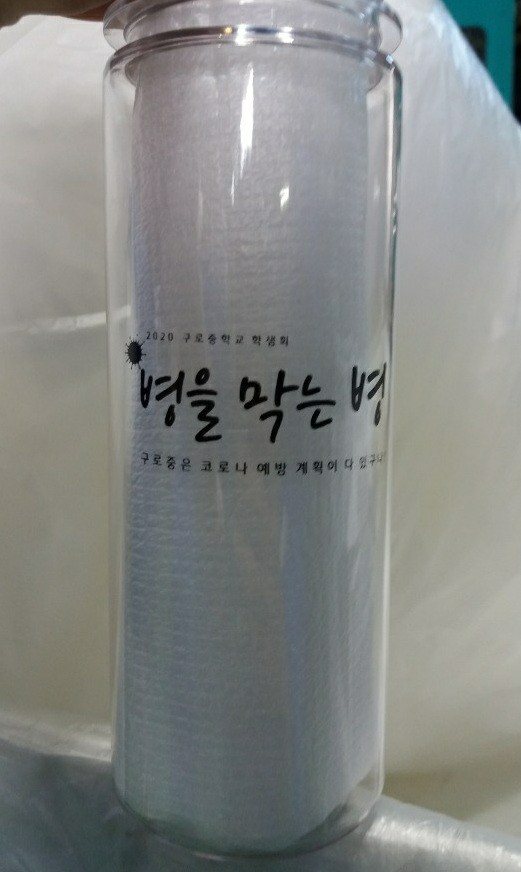 2020 구로중학교 학생회
병을 막는 병
구로중은 코로나 예방 계획이 다 있구나